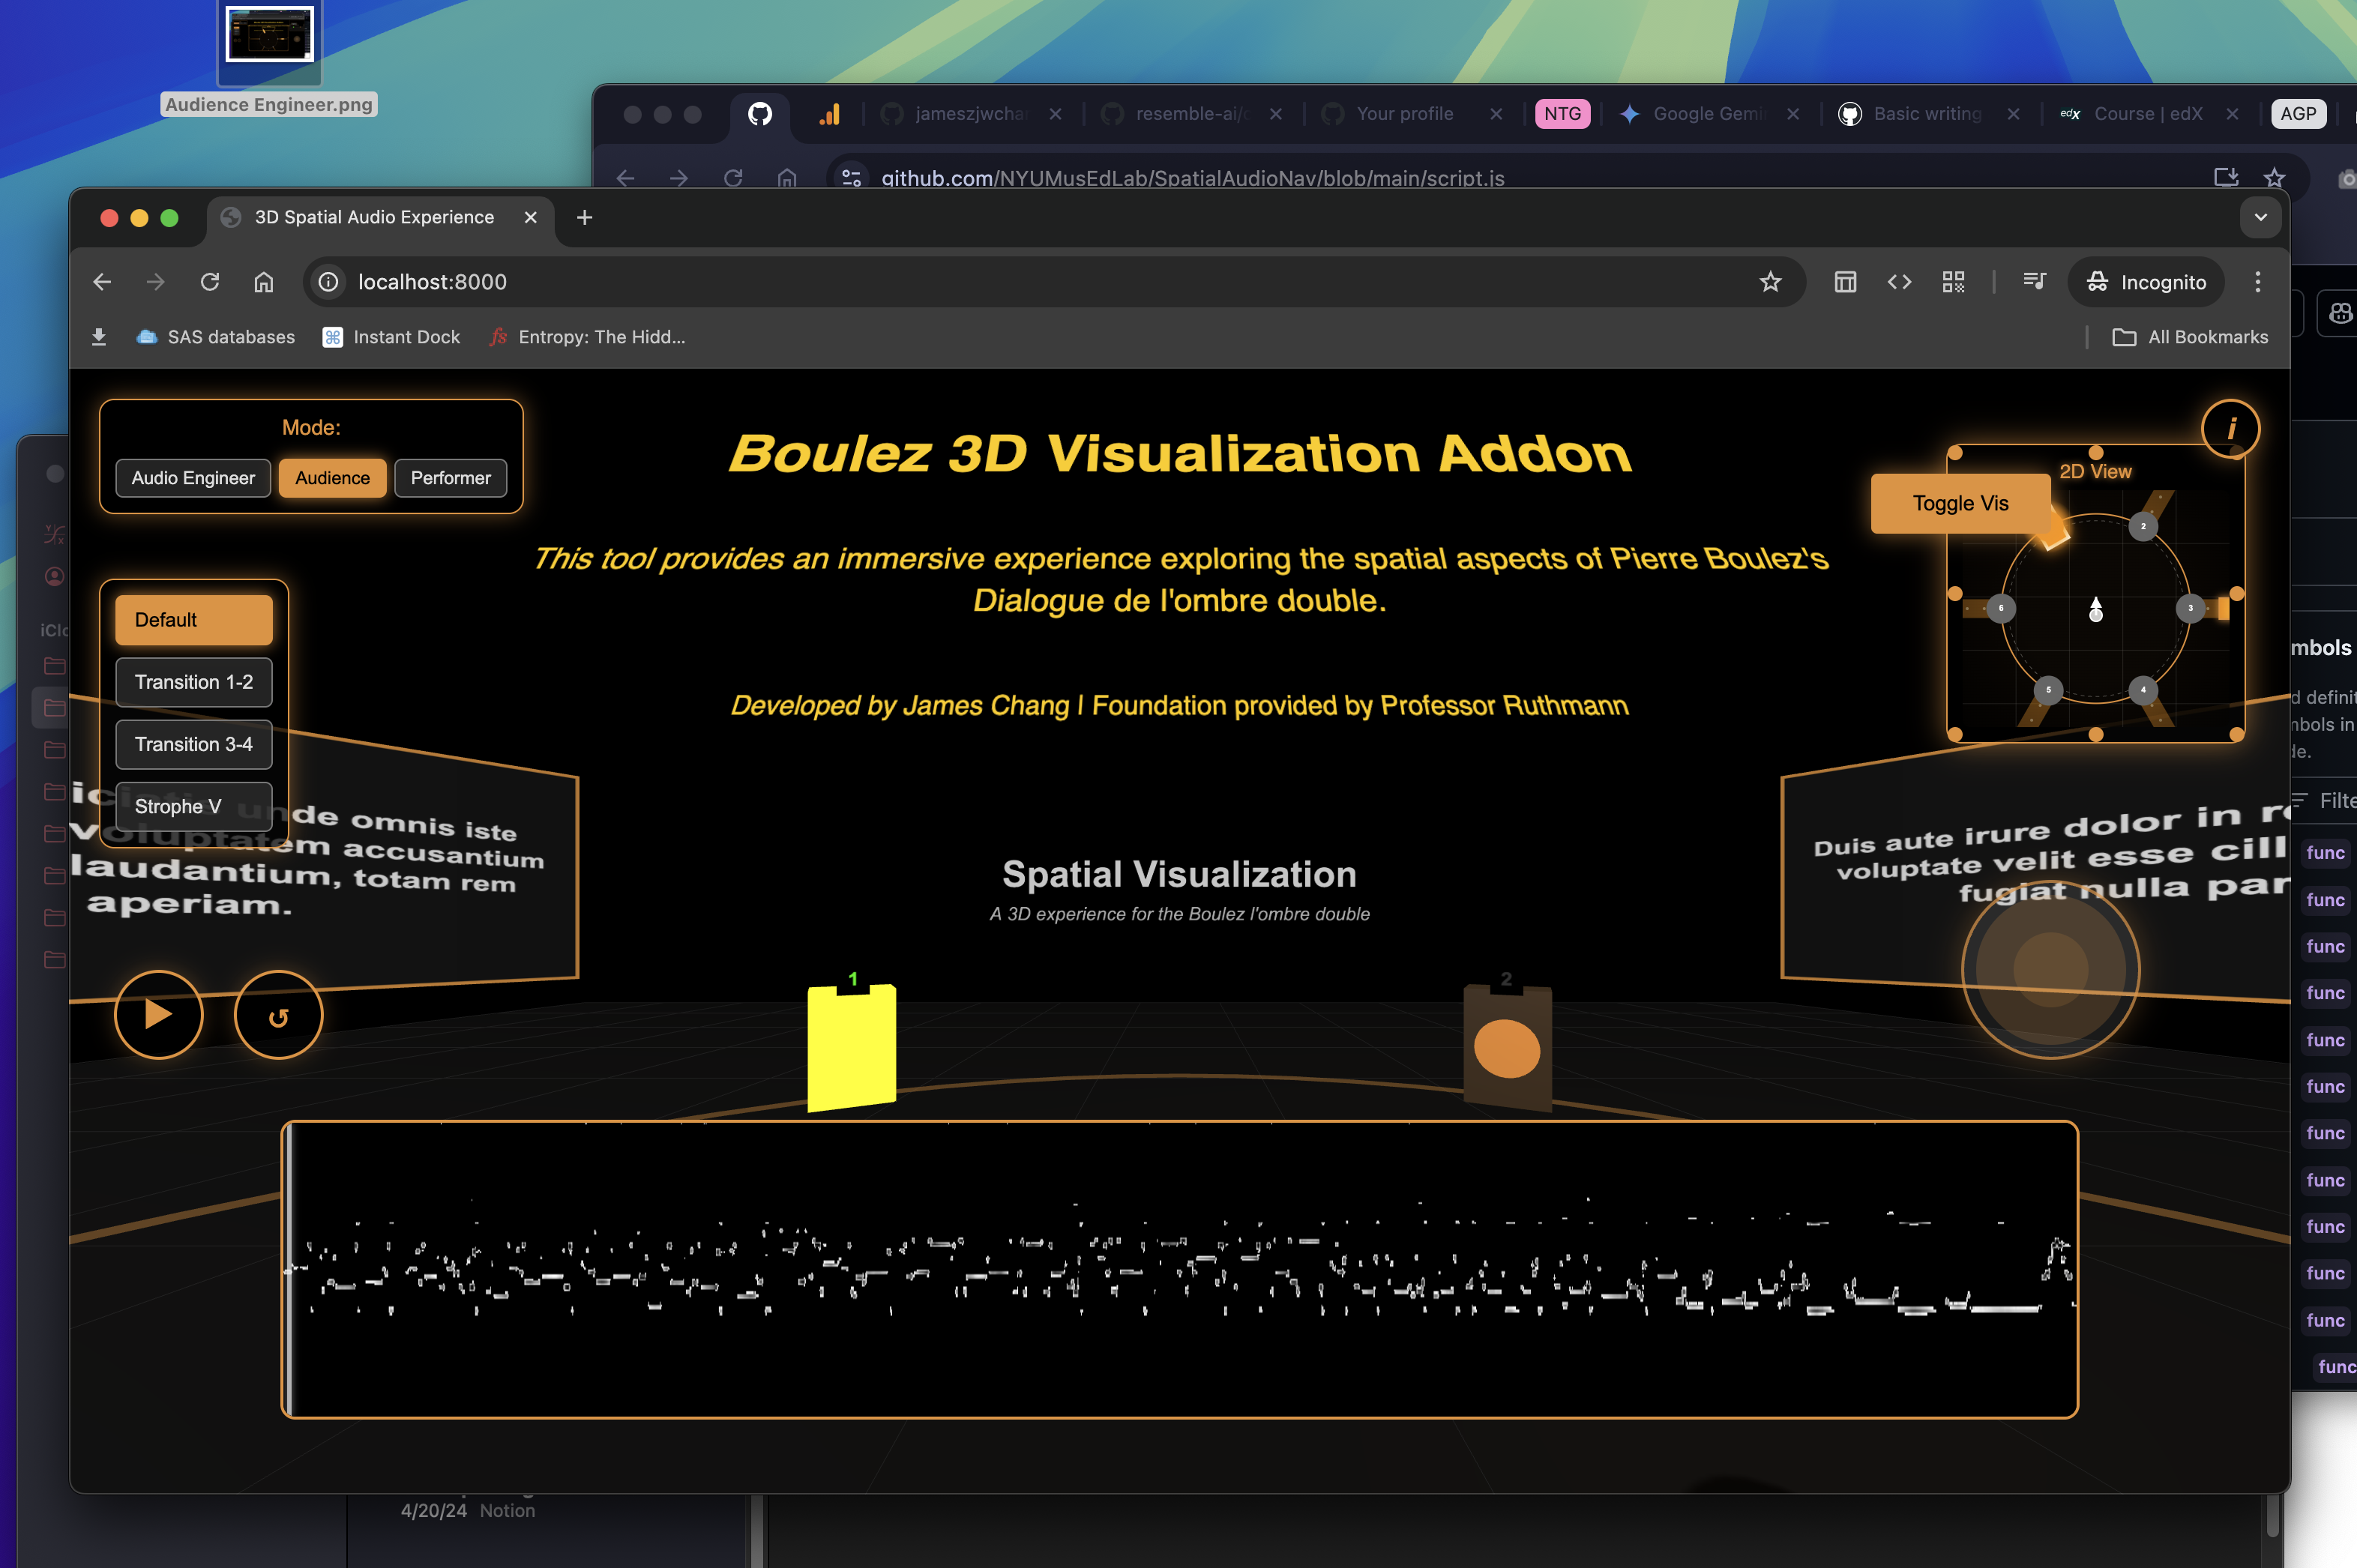 Audience Engineer.png
jameszjwchar
resemble-ai/c
Your profile
NTG
Google Gemi
Basic writing
edX
Course | edX
AGP
github.com/NYUMusEdLab/SpatialAudioNav/blob/main/script.js
3D Spatial Audio Experience
localhost:8000
Incognito
SAS databases
Instant Dock
fs
Entropy: The Hidd...
All Bookmarks
Mode:
Audio Engineer
Audience
Performer
Boulez 3D Visualization Addon
i
2D View
Toggle Vis
2
3
4
5
6
This tool provides an immersive experience exploring the spatial aspects of Pierre Boulez's
Dialogue de l'ombre double.
Developed by James Chang | Foundation provided by Professor Ruthmann
Default
Transition 1-2
Transition 3-4
Strophe V
unde omnis iste
voluptatem accusantium
laudantium, totam rem
aperiam.
Duis aute irure dolor in re
voluptate velit esse cill
fugiat nulla par
Spatial Visualization
A 3D experience for the Boulez l'ombre double
1
2
iClo
mbols
d definit
mbols in
de.
Filte
func
func
func
func
func
func
func
func
func
func
func
func
4/20/24 Notion